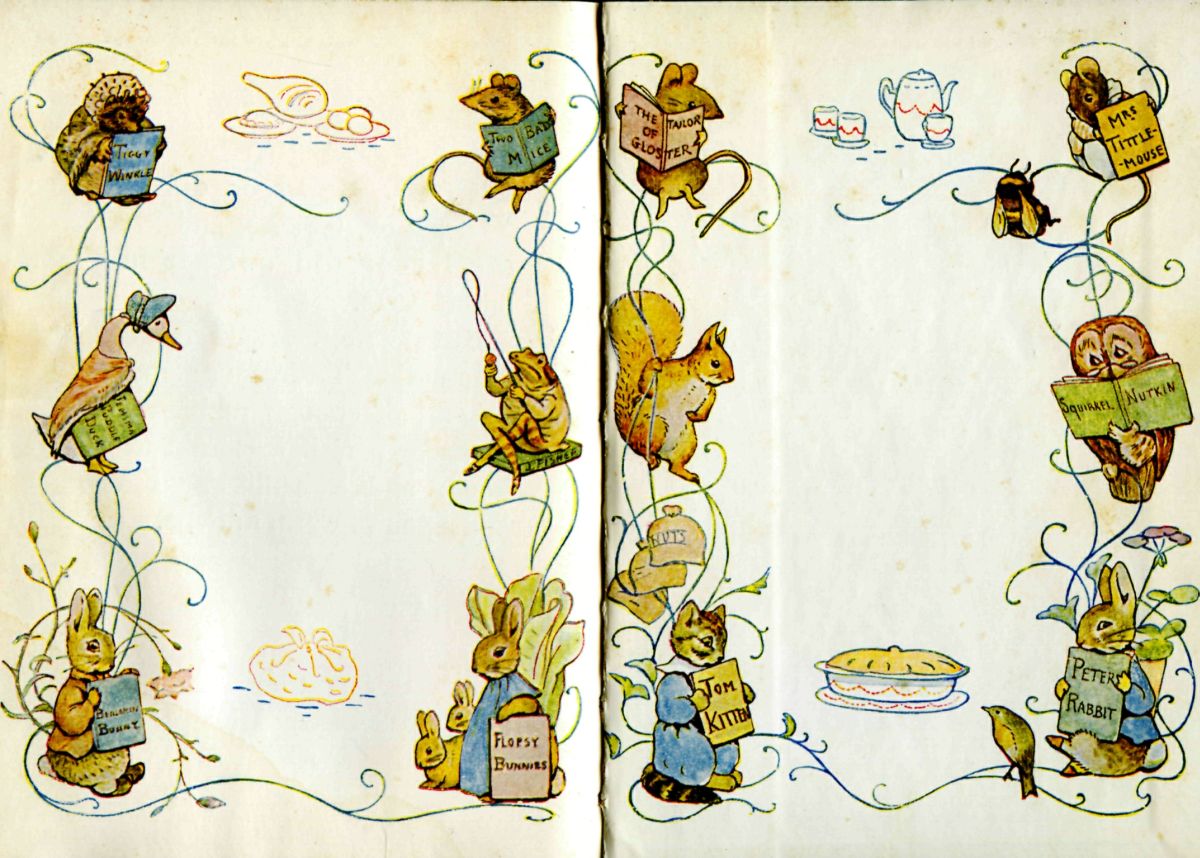 TIGGY
WINKLE
TWO BAD
MICE
THE TAILOR
OF
GLOSTER
MRS
TITTLE-
-MOUSE
JEMIMA
PUDDLE
DUCK
J. FISHER
SQUIRREL NUTKIN
NUTS
BENJAMIN
BUNNY
FLOPSY
BUNNIES
TOM
KITTEN
PETER
RABBIT